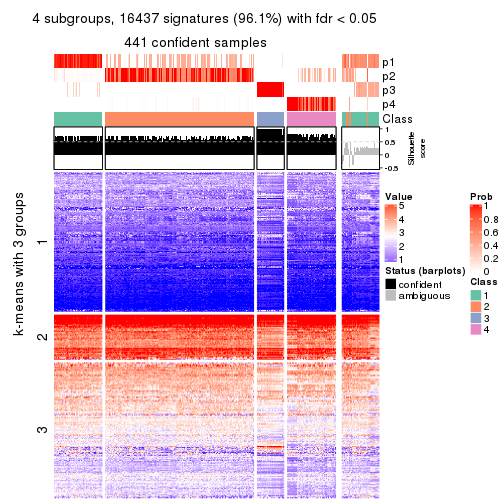 4 subgroups, 16437 signatures (96.1%) with fdr < 0.05
441 confident samples
p1
p2
p3
p4
Class
1
0.5
0
-0.5
Silhouette
score
k-means with 3 groups
1
2
3
Value
5
4
3
2
1
Status (barplots)
confident
ambiguous
Prob
1
0.8
0.6
0.4
0.2
0
Class
1
2
3
4